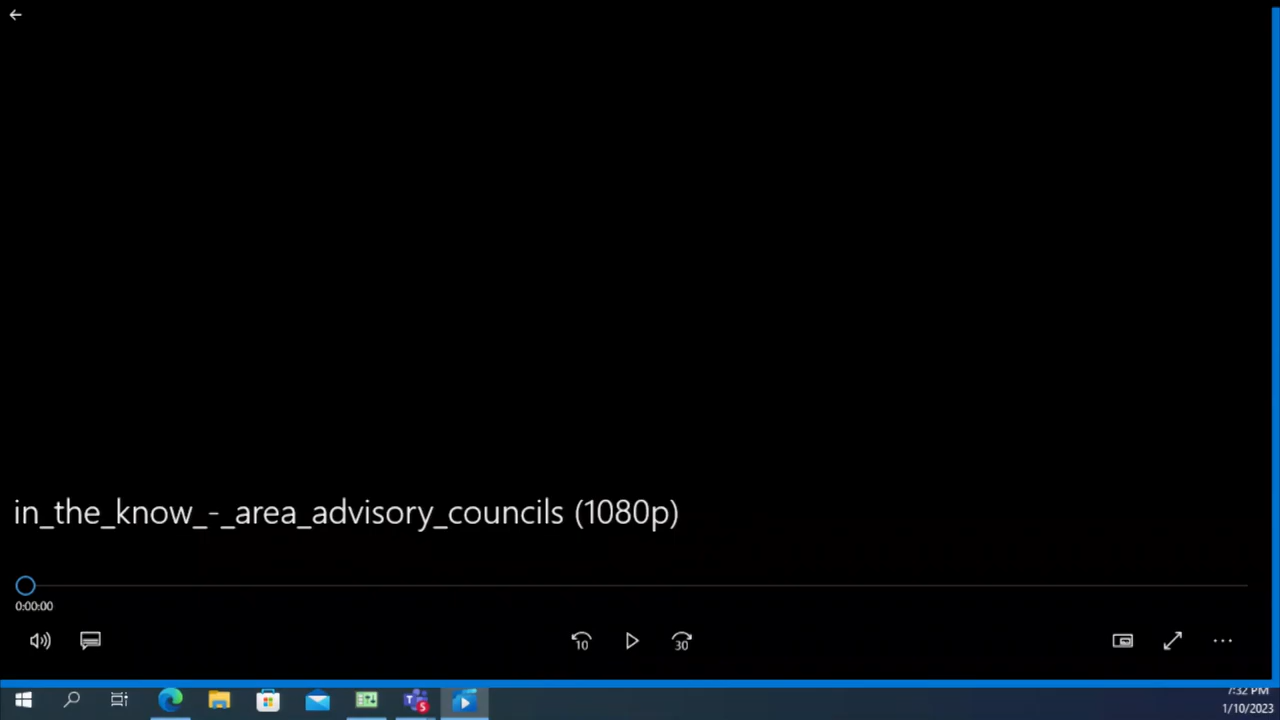 in_the_know_-_area_advisory_councils (1080p)
0:00:00
10
30
S
7:32 PM
1/10/2023